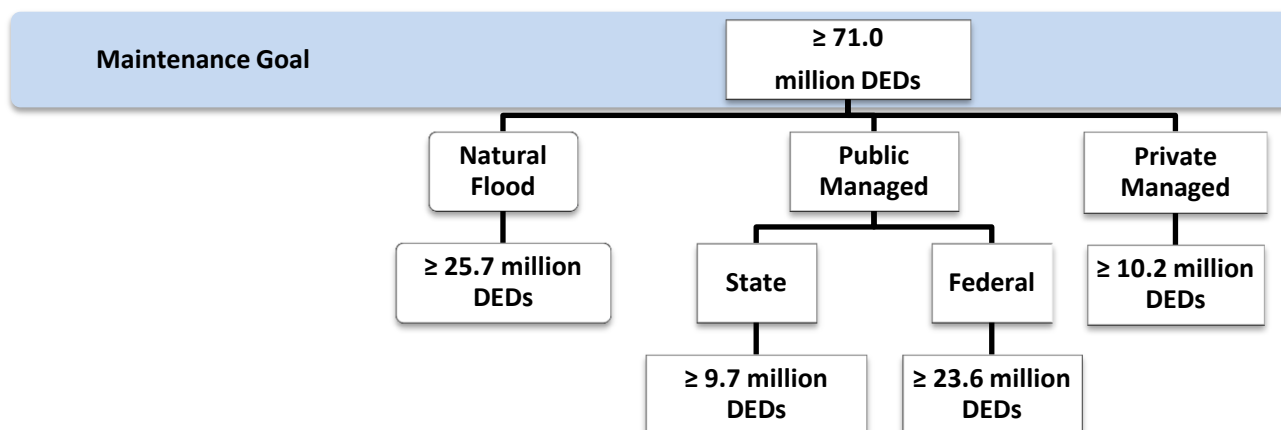 Maintenance Goal
≥ 71.0
million DEDs
Natural
Flood
Public
Managed
Private
Managed
≥ 25.7 million
DEDs
State
Federal
≥ 10.2 million
DEDs
≥ 9.7 million
DEDs
≥ 23.6 million
DEDs